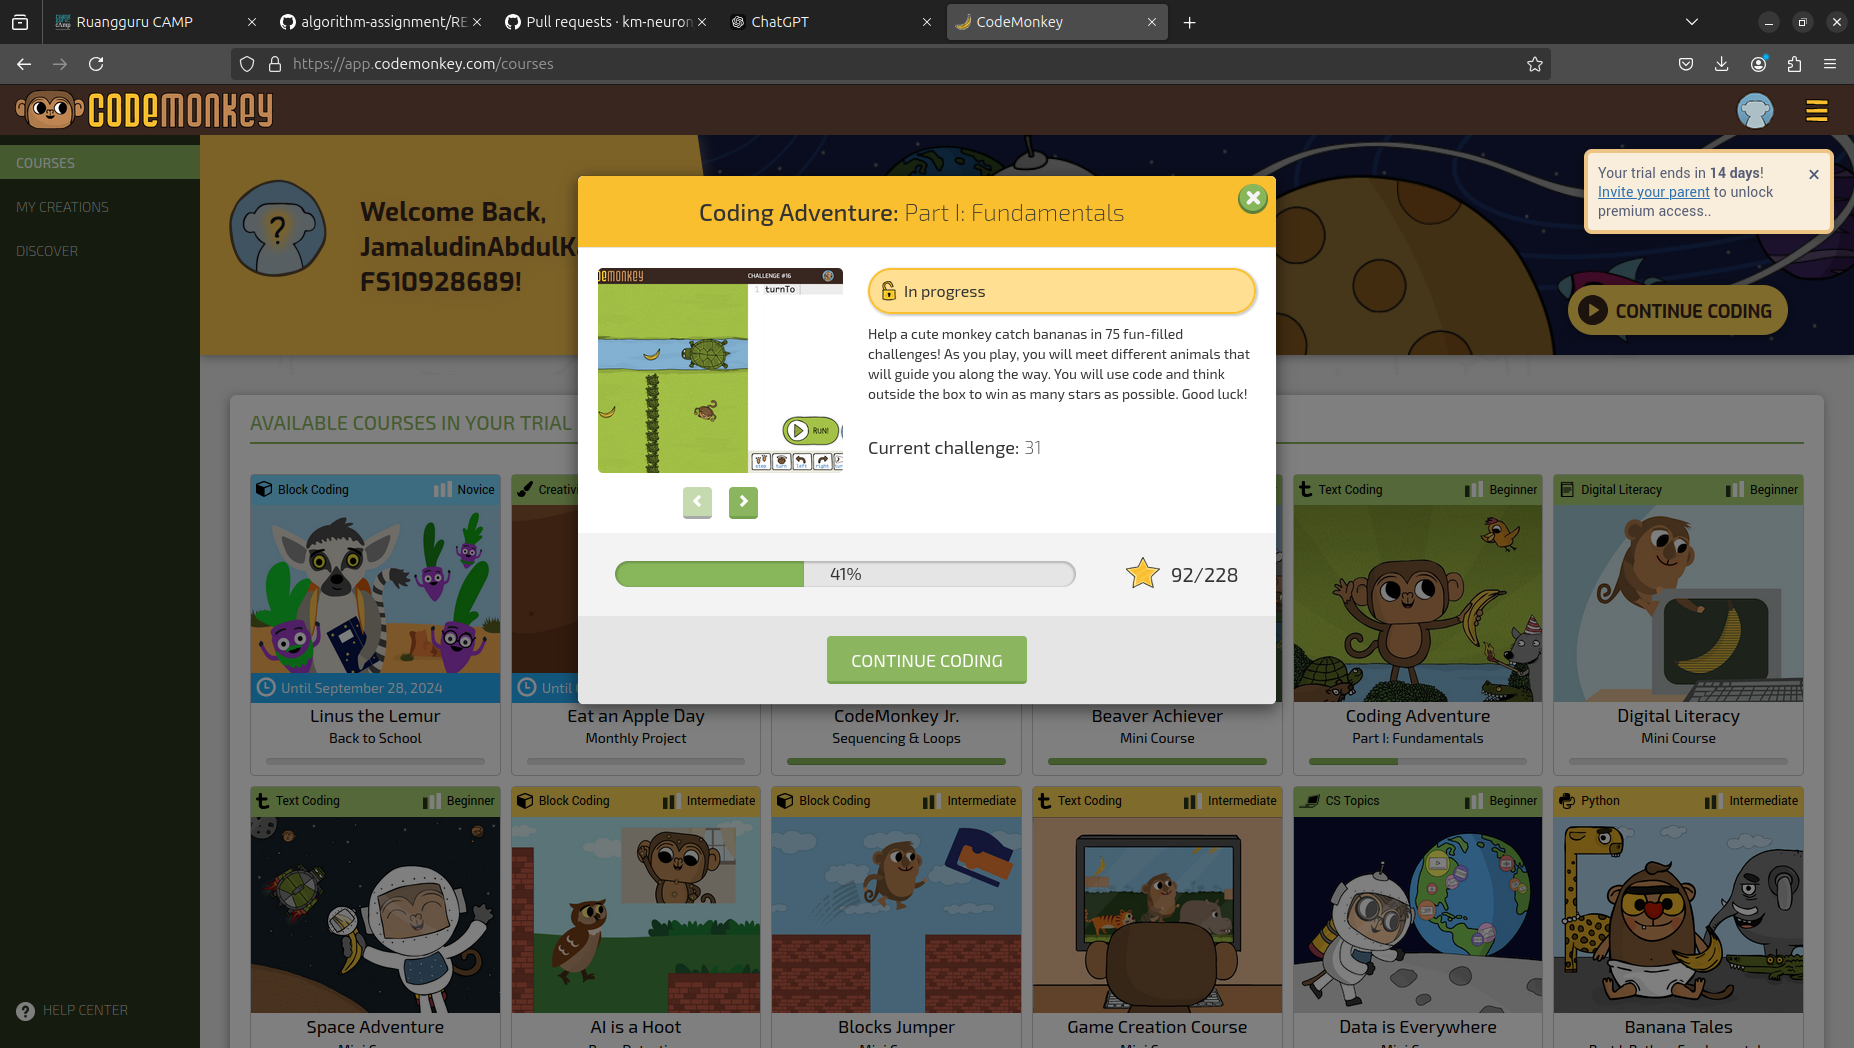 Ruangguru CAMP
algorithm-assignment/RE
Pull requests · km-neuron
ChatGPT
CodeMonkey
https://app.codemonkey.com/courses
CODEMONKEY
COURSES
MY CREATIONS
DISCOVER
HELP CENTER
Welcome Back,
JamaludinAbdulK
FS10928689!
Your trial ends in 14 days!
Invite your parent to unlock
premium access..
CONTINUE CODING
AVAILABLE COURSES IN YOUR TRIAL
Coding Adventure: Part I: Fundamentals
DEMONKEY
CHALLENGE #16
1 turnTo
RUN!
step
turn
left
right
In progress
Help a cute monkey catch bananas in 75 fun-filled
challenges! As you play, you will meet different animals that
will guide you along the way. You will use code and think
outside the box to win as many stars as possible. Good luck!
Current challenge: 31
41%
92/228
CONTINUE CODING
Block Coding
Novice
Creativi
Text Coding
Beginner
Digital Literacy
Beginner
Until September 28, 2024
Until
Linus the Lemur
Back to School
Eat an Apple Day
Monthly Project
CodeMonkey Jr.
Sequencing & Loops
Beaver Achiever
Mini Course
Coding Adventure
Part I: Fundamentals
Digital Literacy
Mini Course
Text Coding
Beginner
Block Coding
Intermediate
Block Coding
Intermediate
Text Coding
Intermediate
CS Topics
Beginner
Python
Intermediate
Space Adventure
AI is a Hoot
Blocks Jumper
Game Creation Course
Data is Everywhere
Banana Tales